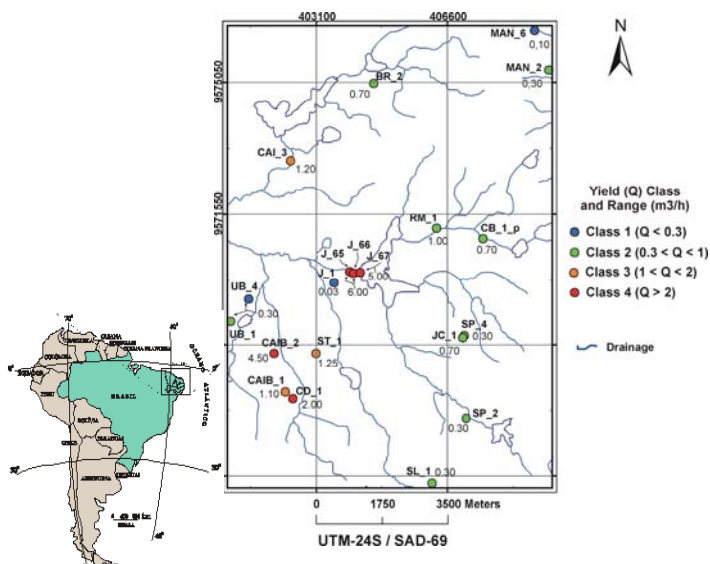 403100
406600
MAN_6
0,10
MAN_2
0,30
9575050
BR_2
0.70
CAI_3
1.20
9571550
RM_1
1.00
CB_1_p
0.70
J_66
J_65
J_67
5.00
6.00
J_1
0.03
UB_4
0.30
UB_1
CAIB_2
4.50
ST_1
1.25
SP_4
JC_1
0.30
0.70
CAIB_1
1.10
CD_1
2.00
SP_2
0.30
SL_1
0.30
0
1750
3500 Meters
UTM-24S / SAD-69
N
Yield (Q) Class
and Range (m3/h)
Class 1 (Q < 0.3)
Class 2 (0.3 < Q < 1)
Class 3 (1 < Q < 2)
Class 4 (Q > 2)
Drainage
BRASIL
PERU
ARGENTINA